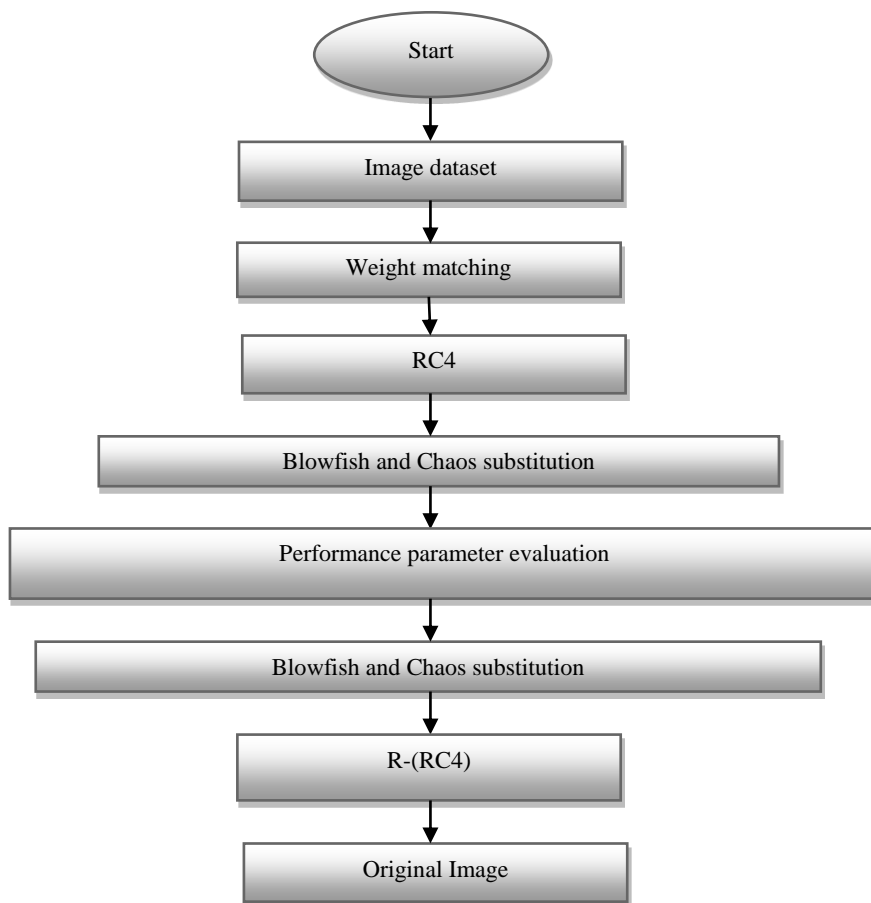 Start
Image dataset
Weight matching
RC4
Blowfish and Chaos substitution
Performance parameter evaluation
Blowfish and Chaos substitution
R-(RC4)
Original Image